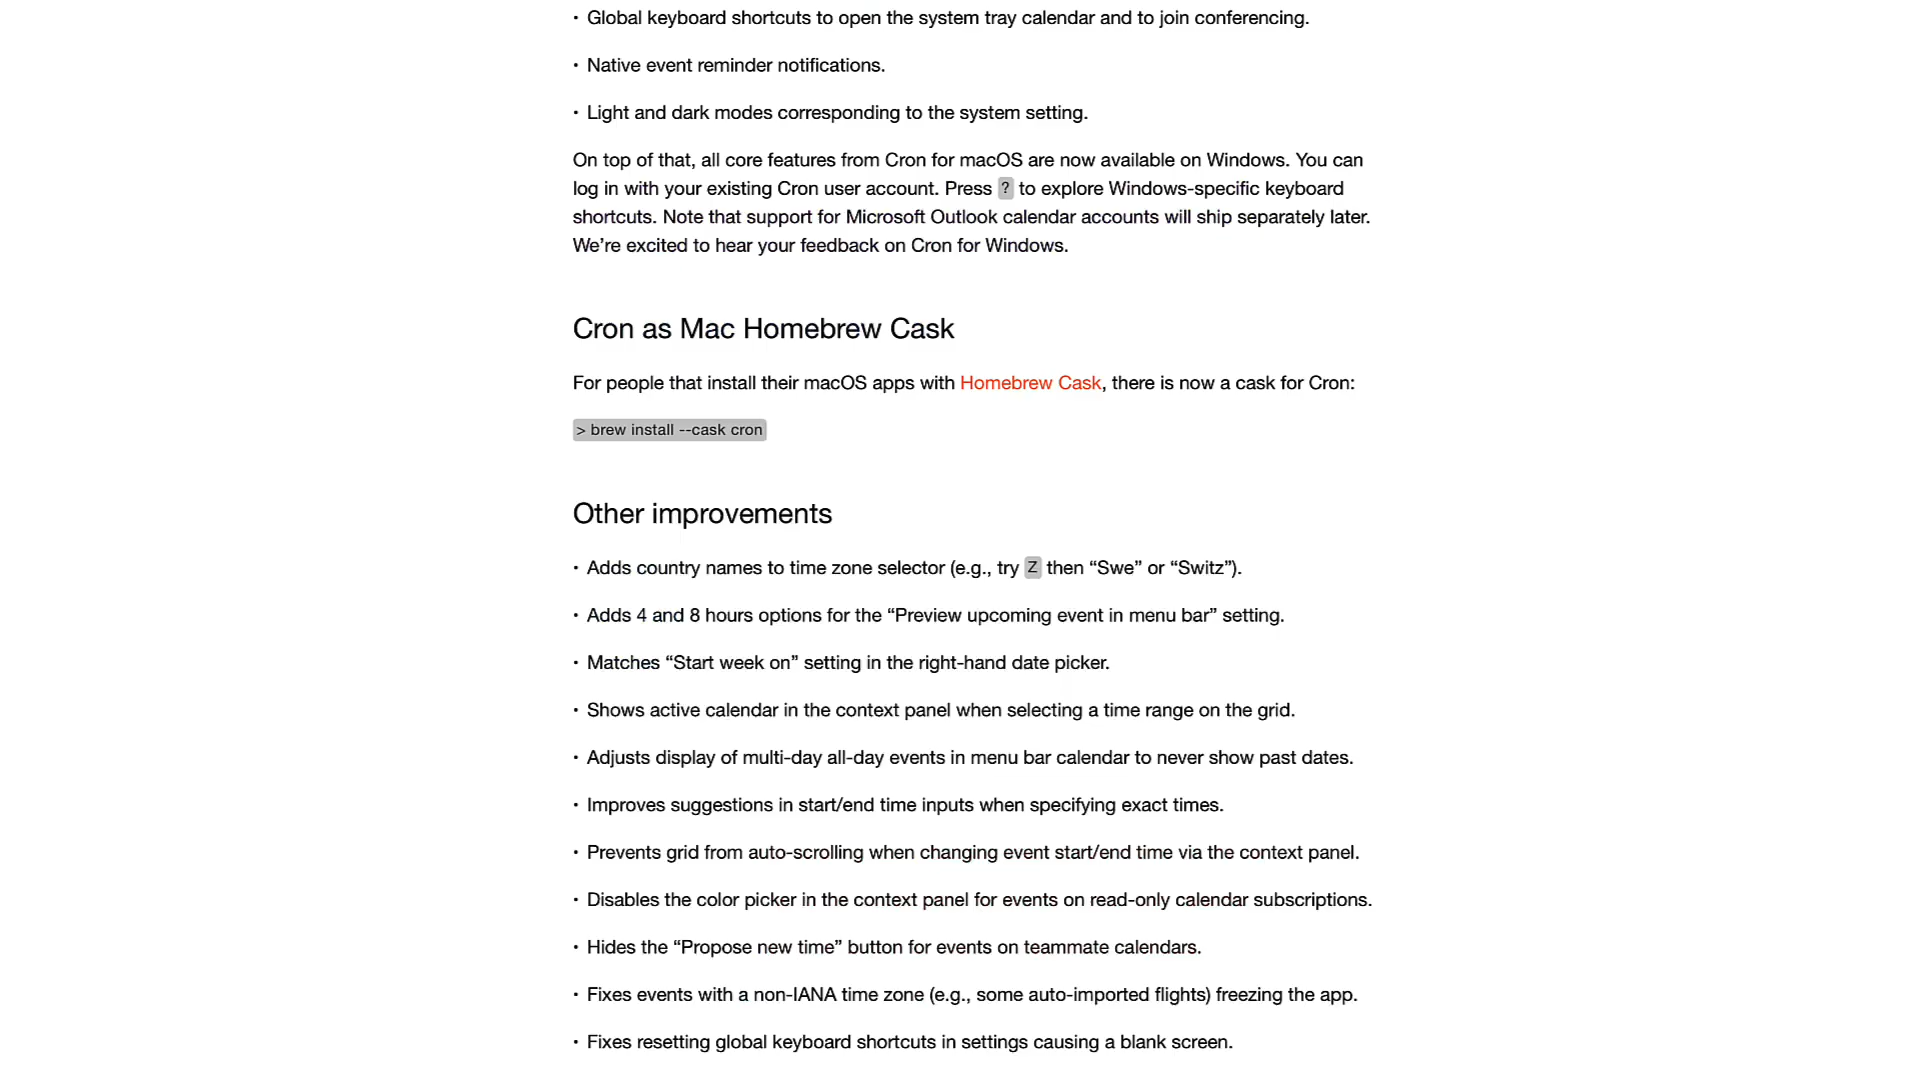 • Global keyboard shortcuts to open the system tray calendar and to join conferencing.
• Native event reminder notifications.
• Light and dark modes corresponding to the system setting.
On top of that, all core features from Cron for macOS are now available on Windows. You can
log in with your existing Cron user account. Press ? to explore Windows-specific keyboard
shortcuts. Note that support for Microsoft Outlook calendar accounts will ship separately later.
We’re excited to hear your feedback on Cron for Windows.
Cron as Mac Homebrew Cask
For people that install their macOS apps with Homebrew Cask, there is now a cask for Cron:
> brew install --cask cron
Other improvements
• Adds country names to time zone selector (e.g., try Z then “Swe” or “Switz”).
• Adds 4 and 8 hours options for the “Preview upcoming event in menu bar” setting.
• Matches “Start week on” setting in the right-hand date picker.
• Shows active calendar in the context panel when selecting a time range on the grid.
• Adjusts display of multi-day all-day events in menu bar calendar to never show past dates.
• Improves suggestions in start/end time inputs when specifying exact times.
• Prevents grid from auto-scrolling when changing event start/end time via the context panel.
• Disables the color picker in the context panel for events on read-only calendar subscriptions.
• Hides the “Propose new time” button for events on teammate calendars.
• Fixes events with a non-IANA time zone (e.g., some auto-imported flights) freezing the app.
• Fixes resetting global keyboard shortcuts in settings causing a blank screen.